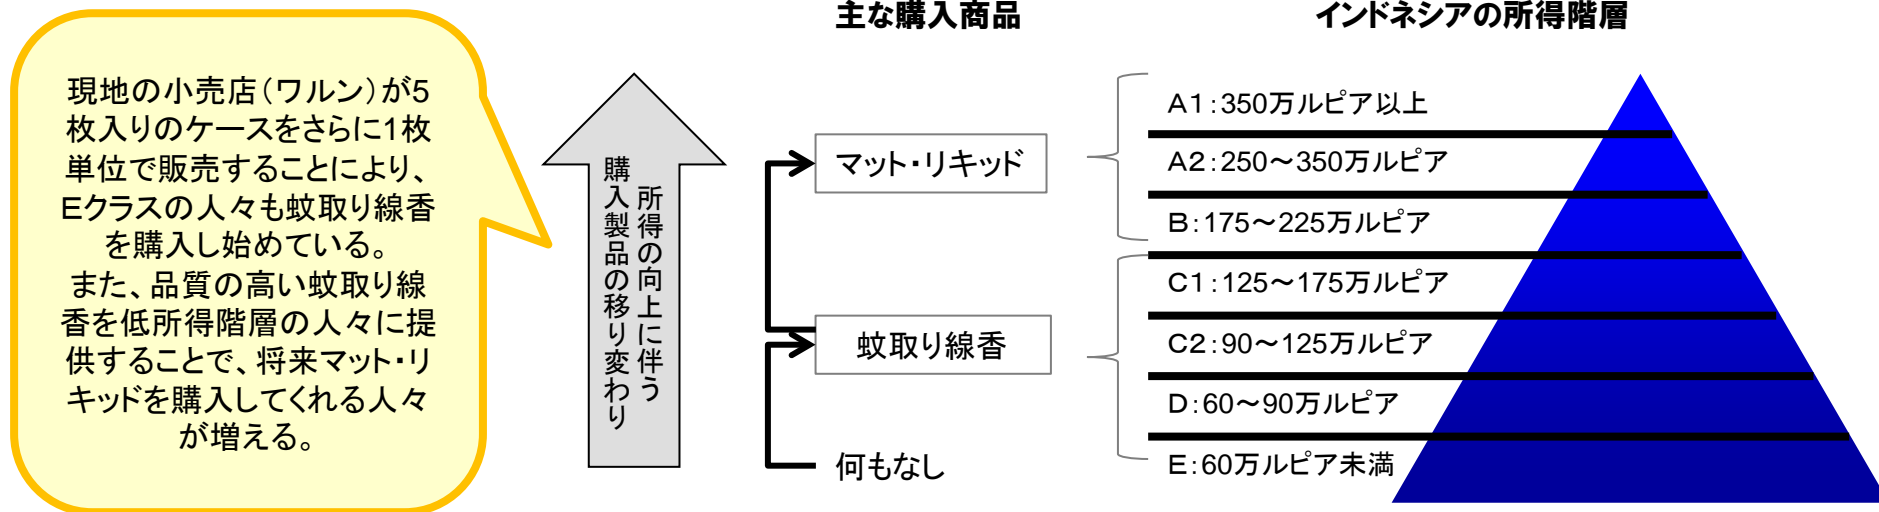 主な購入商品
インドネシアの所得階層
現地の小売店（ワルン）が5
枚入りのケースをさらに1枚
単位で販売することにより、
Eクラスの人々も蚊取り線香
を購入し始めている。
また、品質の高い蚊取り線
香を低所得階層の人々に提
供することで、将来マット・リ
キッドを購入してくれる人々
が増える。
所得の向上に伴う
購入製品の移り変わり
マット・リキッド
蚊取り線香
何もなし
A1：350万ルピア以上
A2：250～350万ルピア
B：175～225万ルピア
C1：125～175万ルピア
C2：90～125万ルピア
D：60～90万ルピア
E：60万ルピア未満